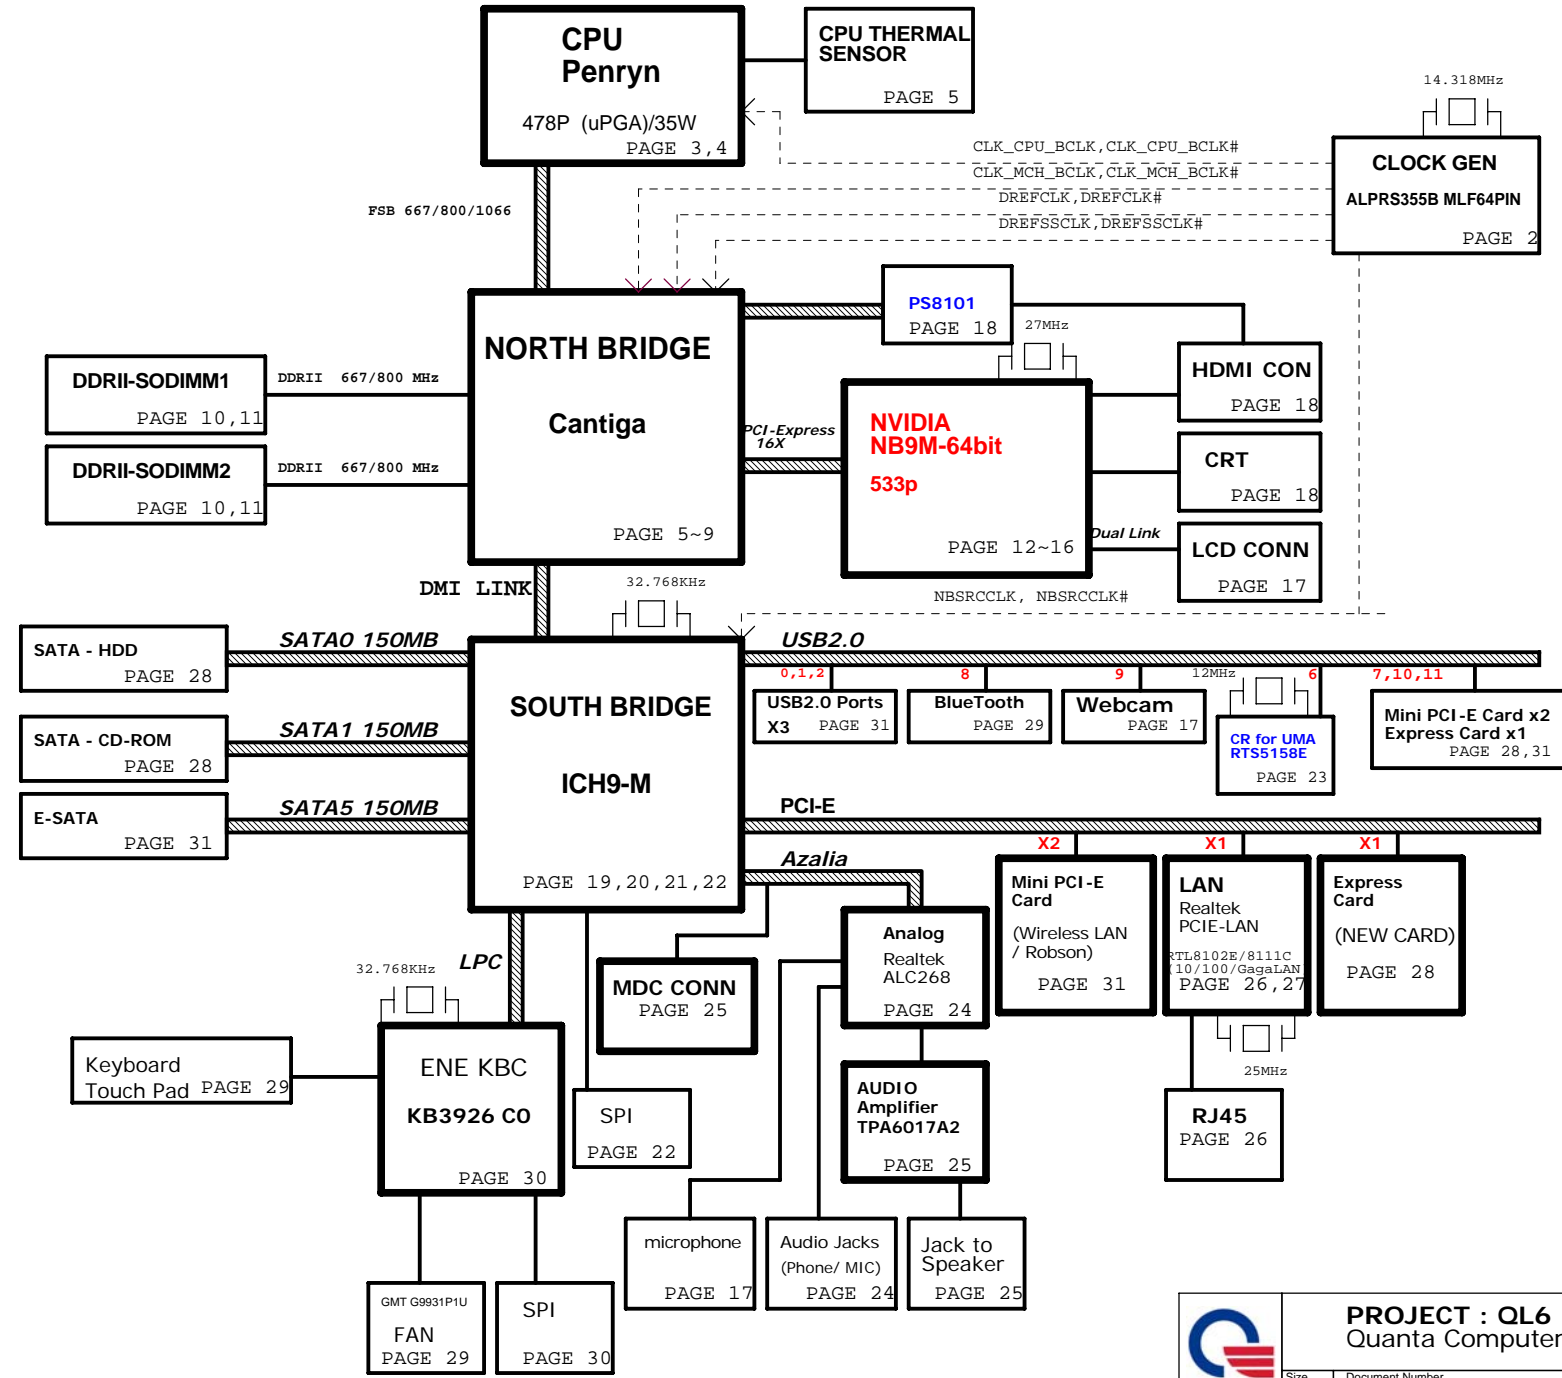 CPU
Penryn
478P (uPGA)/35W
PAGE 3,4
CPU THERMAL
SENSOR
PAGE 5
14.318MHz
CLOCK GEN
ALPRS355B MLF64PIN
PAGE 2
CLK_CPU_BCLK,CLK_CPU_BCLK#
CLK_MCH_BCLK,CLK_MCH_BCLK#
DREFCLK,DREFCLK#
DREFSSCLK,DREFSSCLK#
FSB 667/800/1066
NORTH BRIDGE
Cantiga
PAGE 5~9
PS8101
PAGE 18
27MHz
HDMI CON
PAGE 18
DDRII-SODIMM1
PAGE 10,11
DDRII 667/800 MHz
DDRII-SODIMM2
PAGE 10,11
DDRII 667/800 MHz
PCI-Express
16X
NVIDIA
NB9M-64bit
533p
PAGE 12~16
CRT
PAGE 18
Dual Link
LCD CONN
PAGE 17
DMI LINK
32.768KHz
NBSRCCLK, NBSRCCLK#
SATA - HDD
PAGE 28
SATA0 150MB
SATA - CD-ROM
PAGE 28
SATA1 150MB
E-SATA
PAGE 31
SATA5 150MB
SOUTH BRIDGE
ICH9-M
PAGE 19,20,21,22
USB2.0
0,1,2
USB2.0 Ports
X3 PAGE 31
8
BlueTooth
PAGE 29
9
Webcam
PAGE 17
12MHz
6
CR for UMA
RTS5158E
PAGE 23
7,10,11
Mini PCI-E Card x2
Express Card x1
PAGE 28,31
PCI-E
X2
Mini PCI-E
Card
(Wireless LAN
/ Robson)
PAGE 31
X1
LAN
Realtek
PCIE-LAN
RTL8102E/8111C
(10/100/GagaLAN)
PAGE 26,27
25MHz
X1
Express
Card
(NEW CARD)
PAGE 28
RJ45
PAGE 26
Azalia
MDC CONN
PAGE 25
Analog
Realtek
ALC268
PAGE 24
AUDIO
Amplifier
TPA6017A2
PAGE 25
LPC
32.768KHz
Keyboard
Touch Pad PAGE 29
ENE KBC
KB3926 C0
PAGE 30
SPI
PAGE 22
microphone
PAGE 17
Audio Jacks
(Phone/ MIC)
PAGE 24
Jack to
Speaker
PAGE 25
GMT G9931P1U
FAN
PAGE 29
SPI
PAGE 30
PROJECT : QL6
Quanta Computer
Size
Document Number